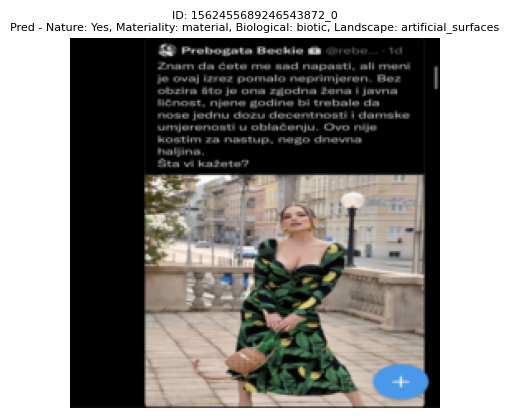 ID: 1562455689246543872_0
Pred - Nature: Yes, Materiality: material, Biological: biotic, Landscape: artificial_surfaces
Prebogata Beckie @rebe... · 1d
Znam da ćete me sad napasti, ali meni
je ovaj izrez pomalo neprimjeren. Bez
obzira što je ona zgodna žena i javna
ličnost, njene godine bi trebale da
nose jednu dozu decentnosti i damske
umjerenosti u oblačenju. Ovo nije
kostim za nastup, nego dnevna
haljina.
Šta vi kažete?